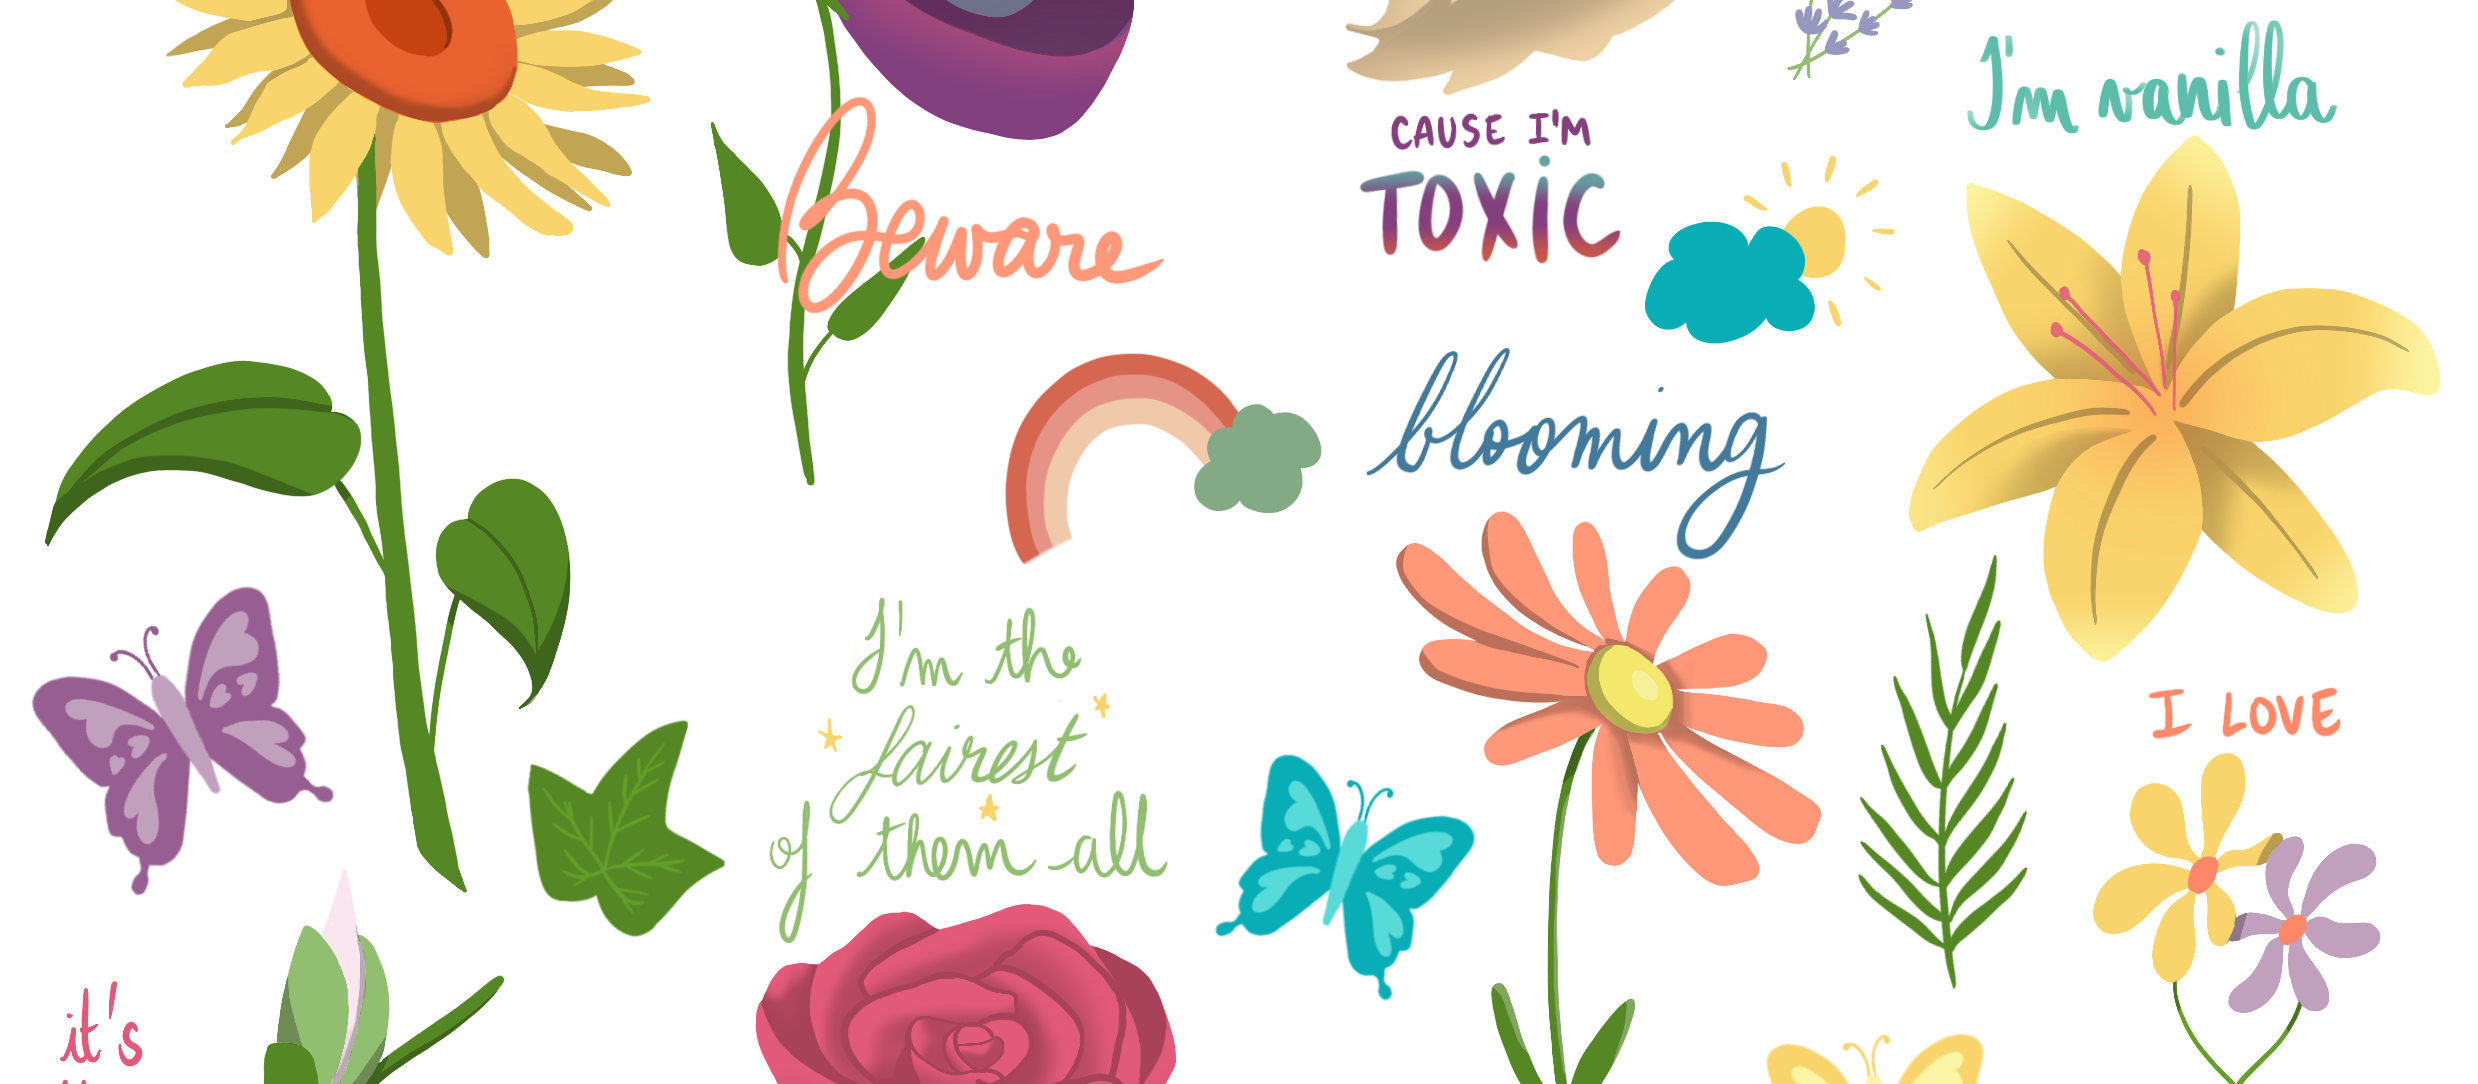 I'm vanilla
CAUSE I'M
TOXIC
Beware
blooming
I'm the
fairest
of them all
I LOVE
it's